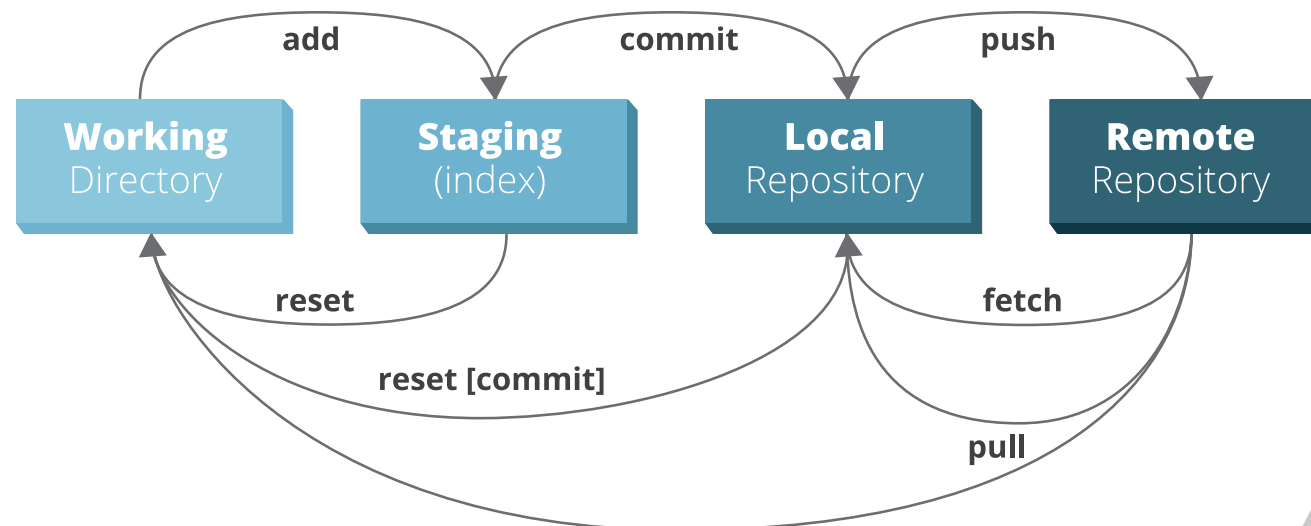 add
commit
push
Working
Directory
Staging
(index)
Local
Repository
Remote
Repository
reset
fetch
reset [commit]
pull